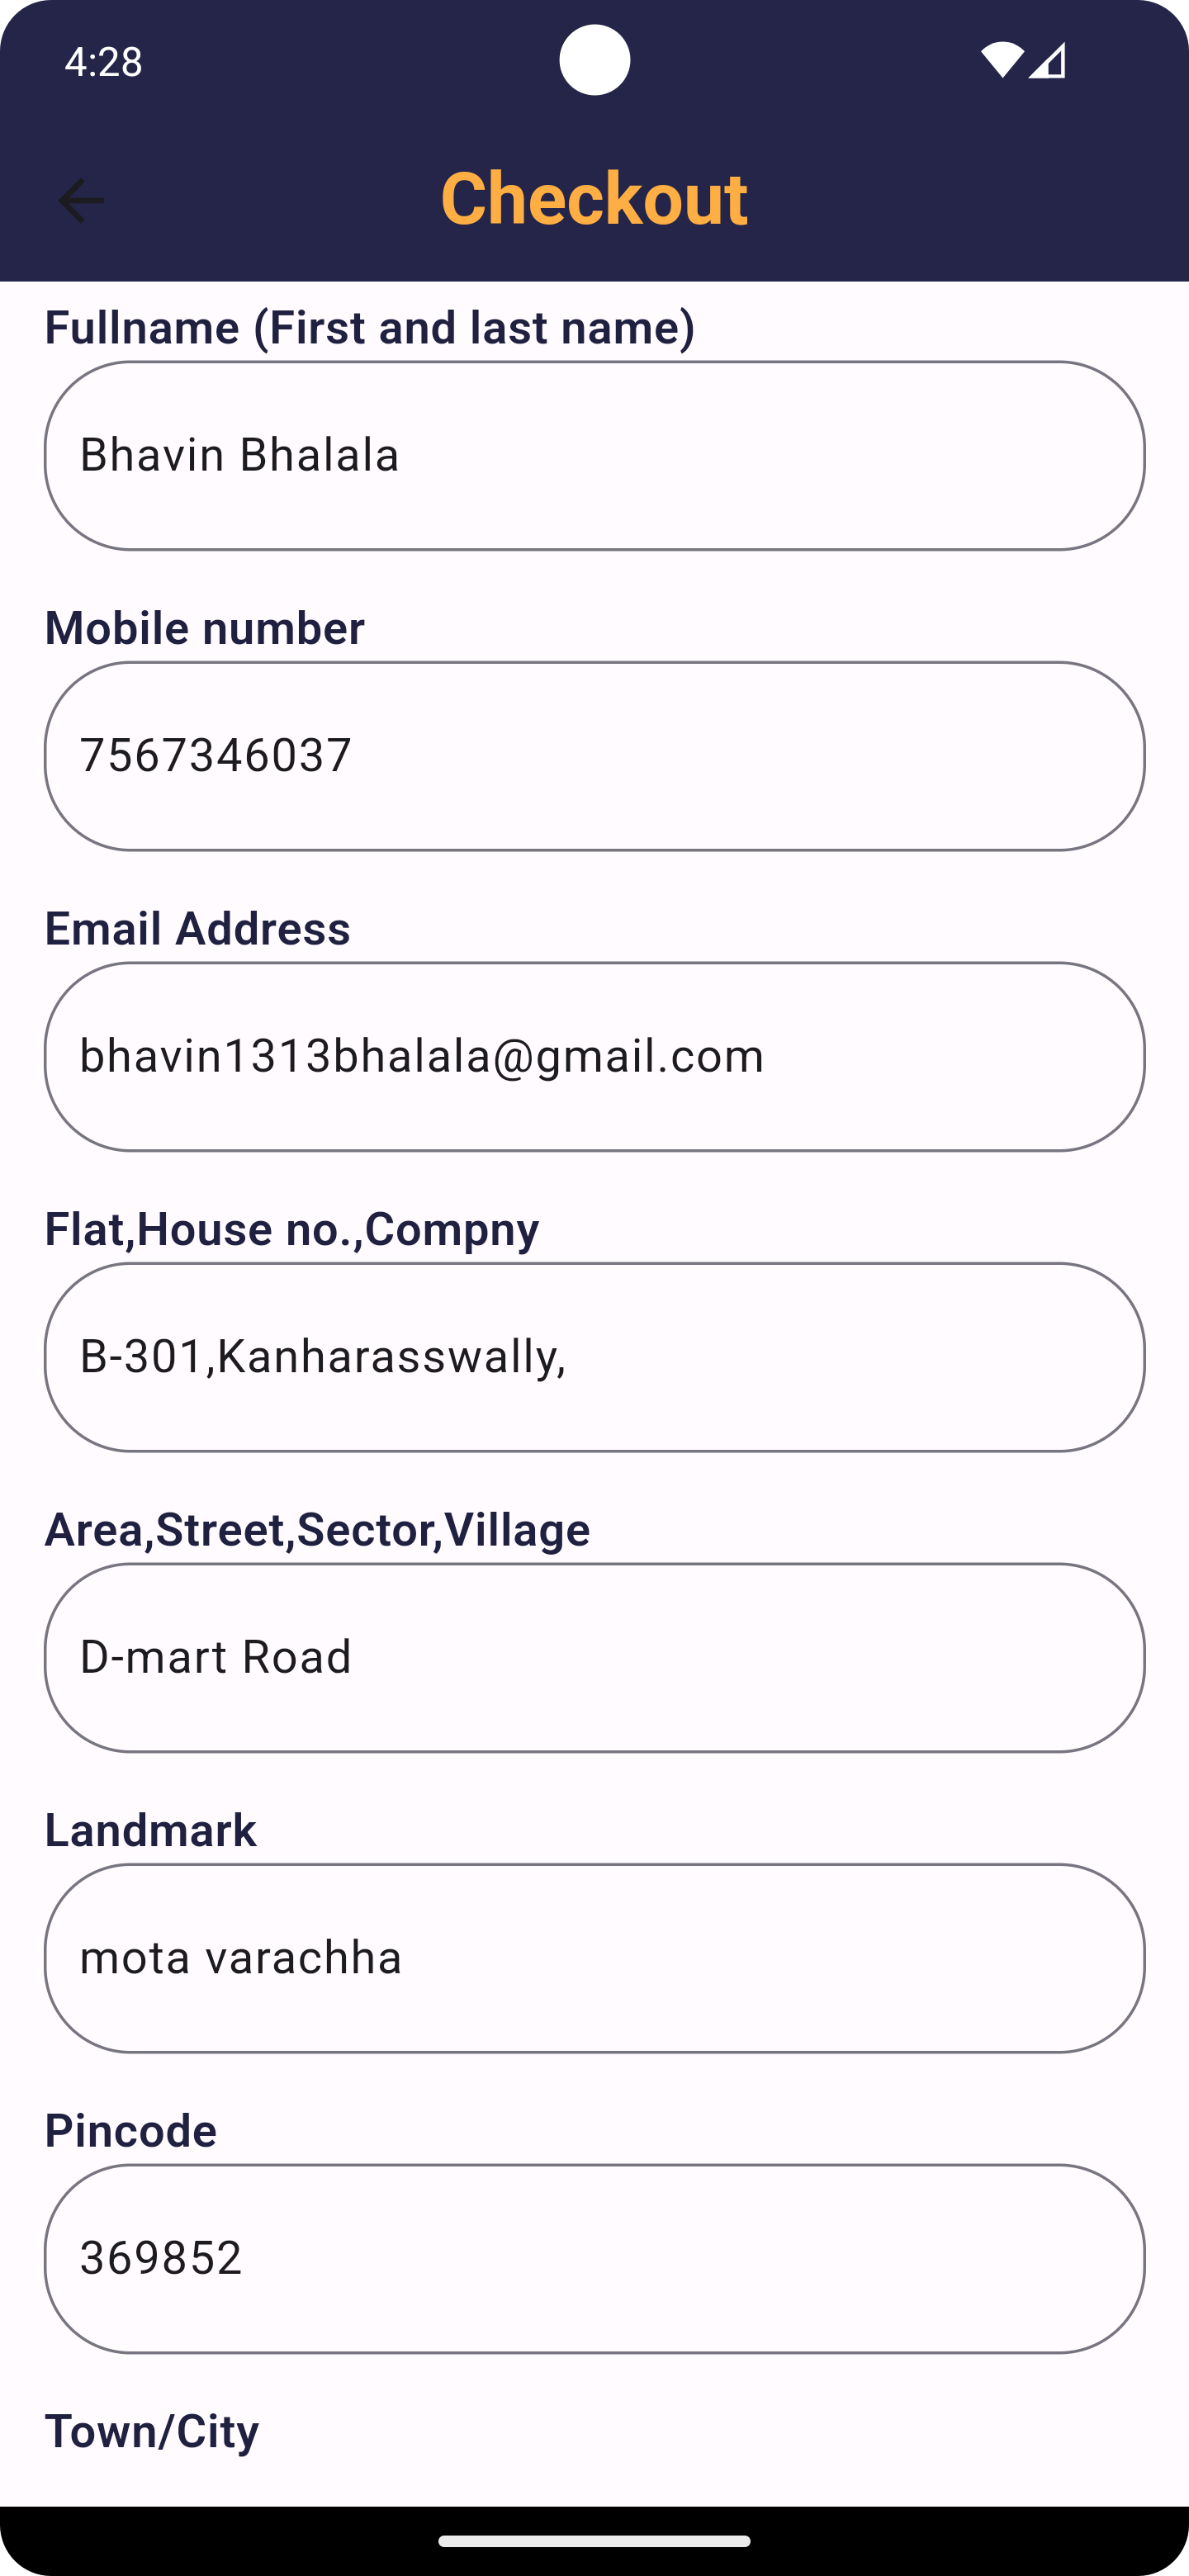 4:28
Checkout
Fullname (First and last name)
Bhavin Bhalala
Mobile number
7567346037
Email Address
bhavin1313bhalala@gmail.com
Flat,House no.,Compny
B-301,Kanharasswally,
Area,Street,Sector,Village
D-mart Road
Landmark
mota varachha
Pincode
369852
Town/City